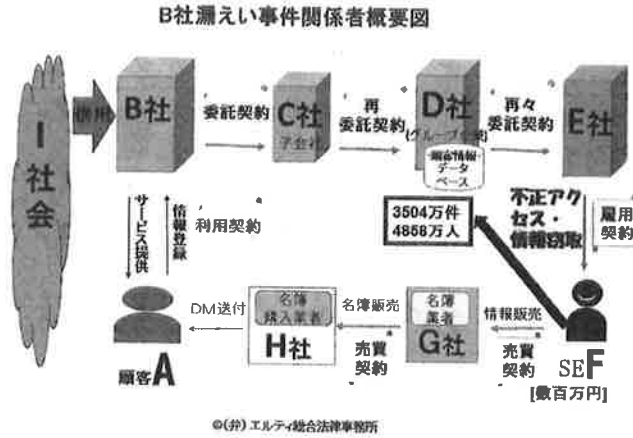 B社漏えい事件関係者概要図
I社会
B社
委託契約
C社
子会社
再
委託契約
D社
顧客情報
データ
ベース
再々
委託契約
E社
サービス提供
情報登録
利用契約
3504万件
4858万人
不正アク
セス・
情報窃取
雇用
契約
顧客A
DM送付
名簿
購入業者
H社
名簿販売
売買
契約
名簿
業者
G社
情報販売
売買
契約
SEF
[数百万円]
©(弁) エルティ総合法律事務所